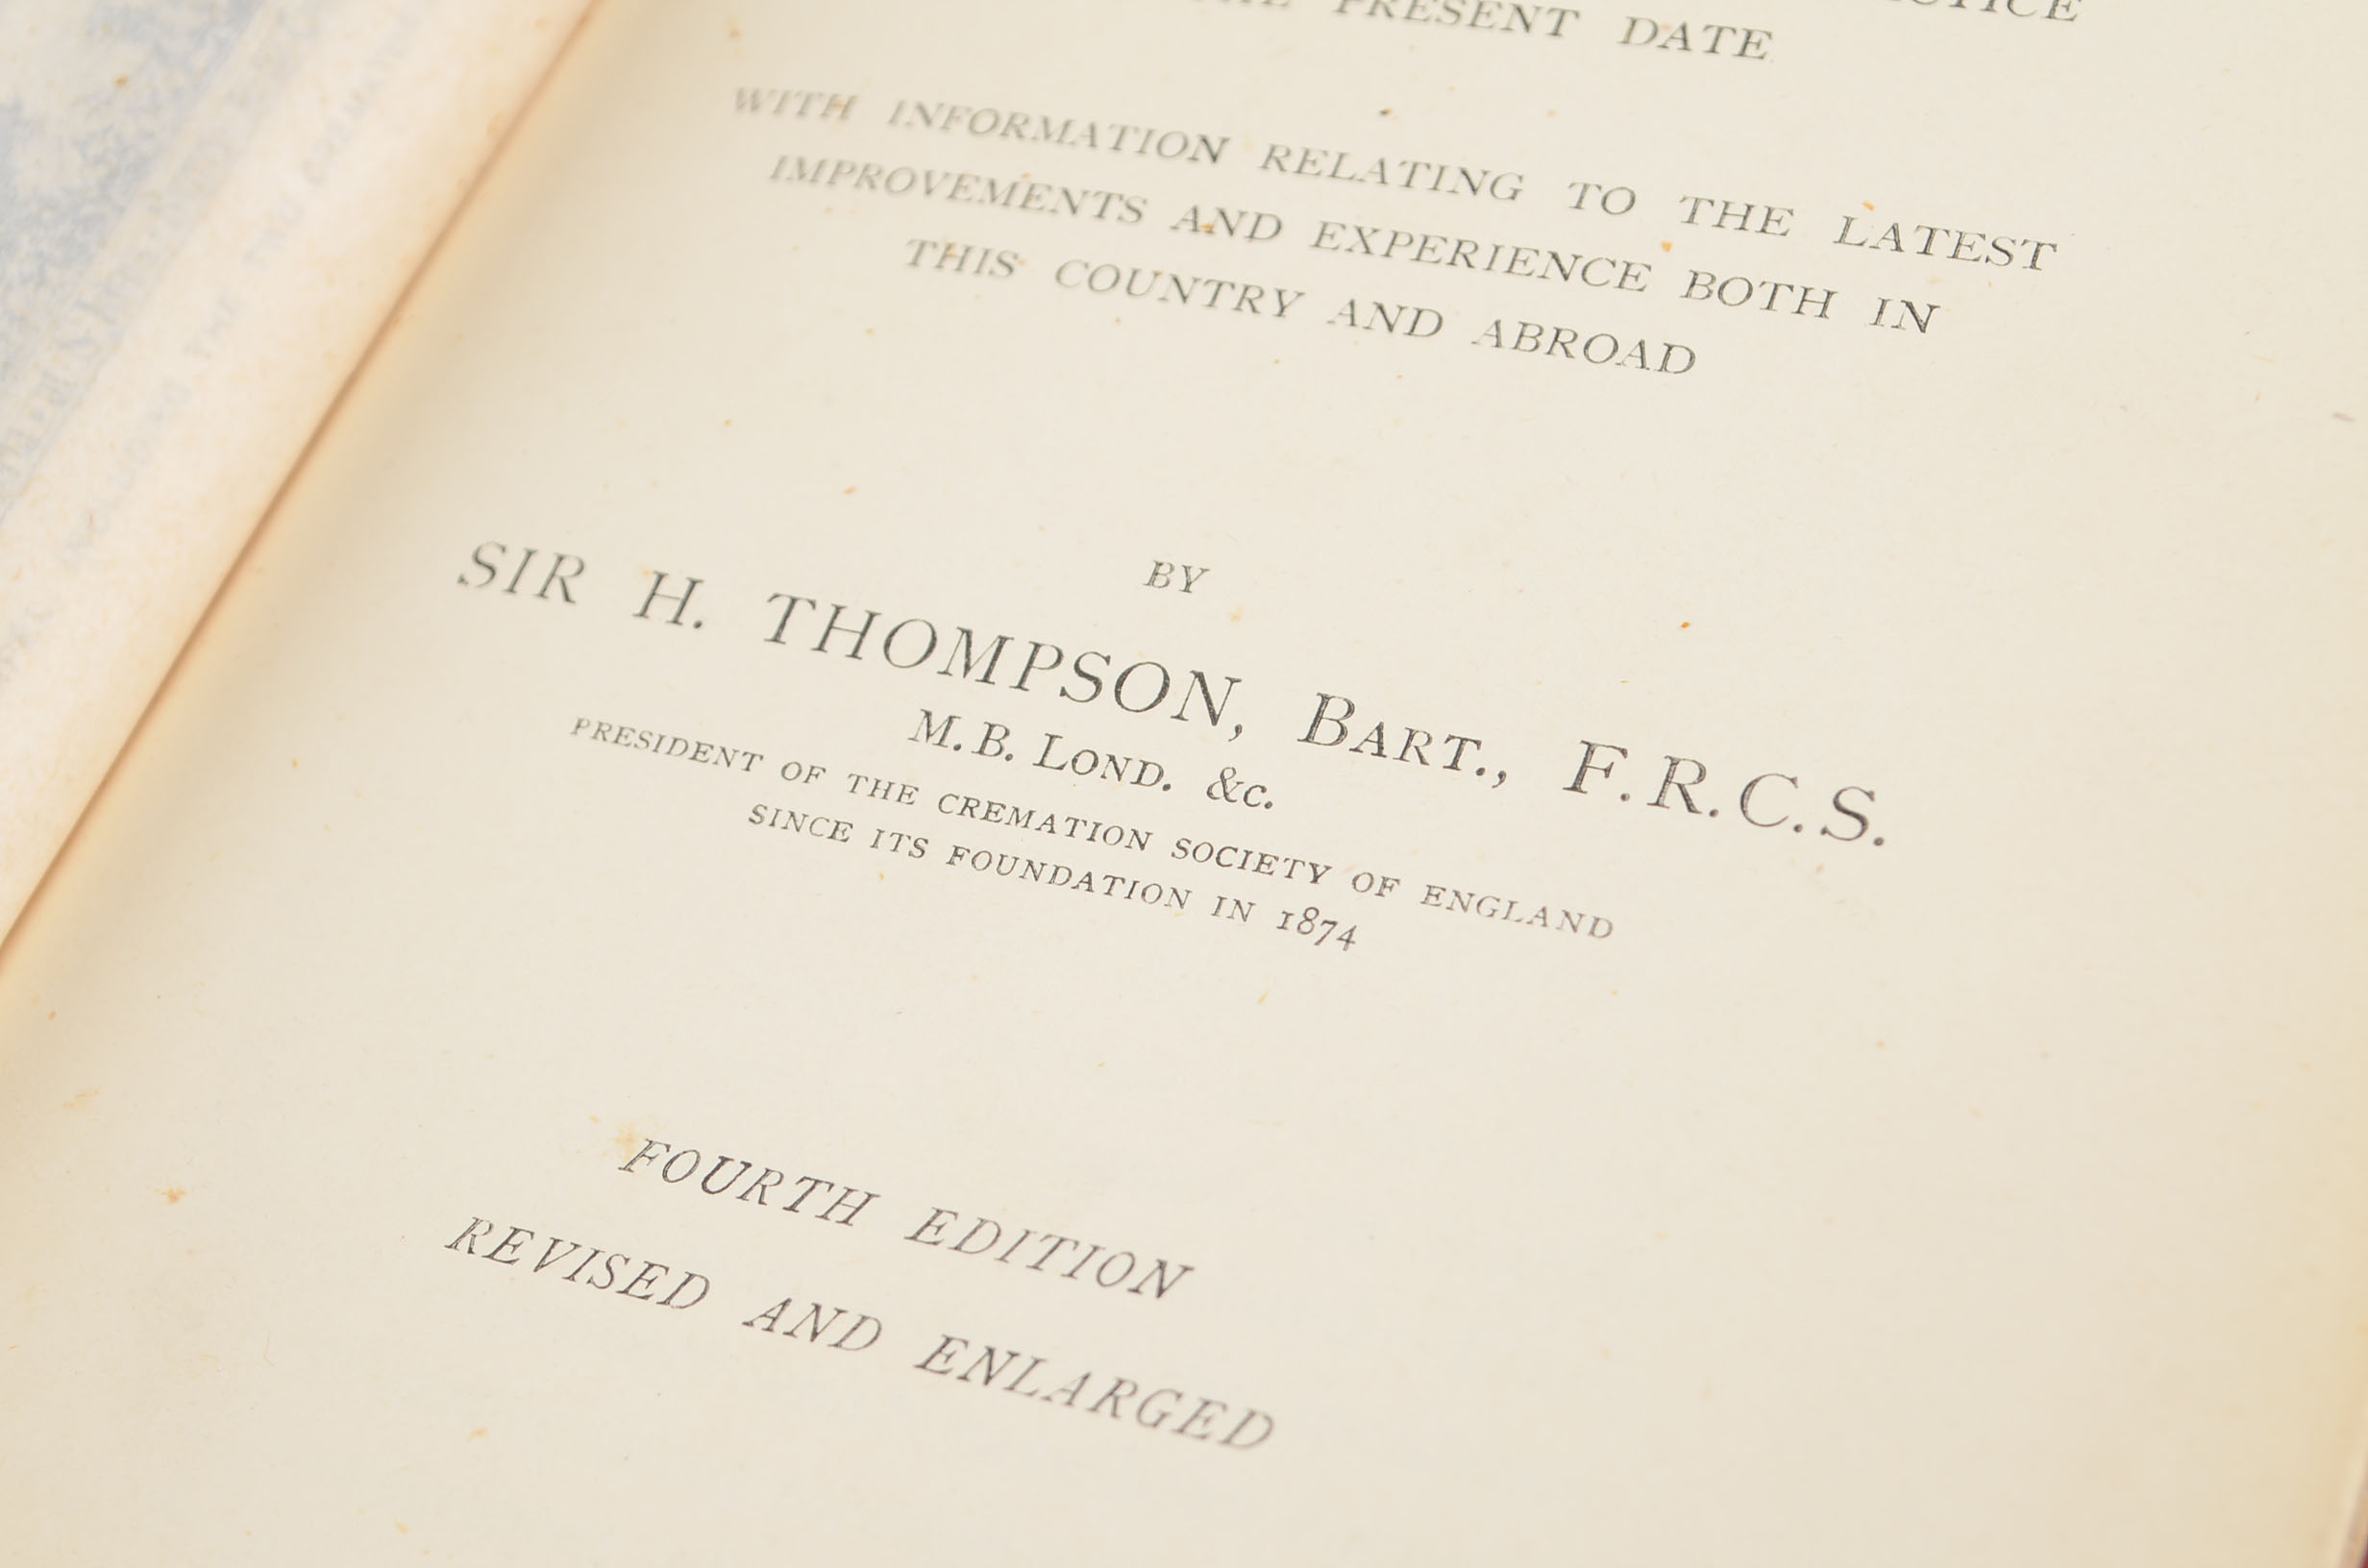 PRESENT DATE
WITH INFORMATION RELATING TO THE LATEST
IMPROVEMENTS AND EXPERIENCE BOTH IN
THIS COUNTRY AND ABROAD
BY
SIR H. THOMPSON, BART., F.R.C.S.
M.B. LOND. &c.
PRESIDENT OF THE CREMATION SOCIETY OF ENGLAND
SINCE ITS FOUNDATION IN 1874
FOURTH EDITION
REVISED AND ENLARGED